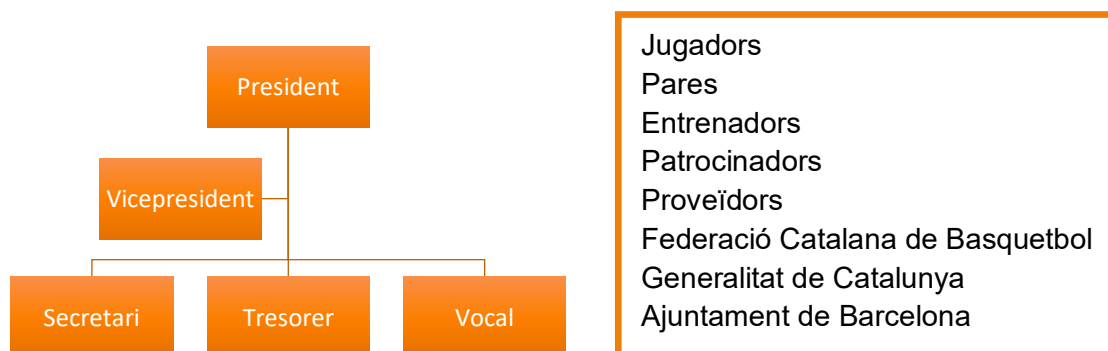 President
Vicepresident
Secretari
Tresorer
Vocal
Jugadors
Pares
Entrenadors
Patrocinadors
Proveïdors
Federació Catalana de Basquetbol
Generalitat de Catalunya
Ajuntament de Barcelona